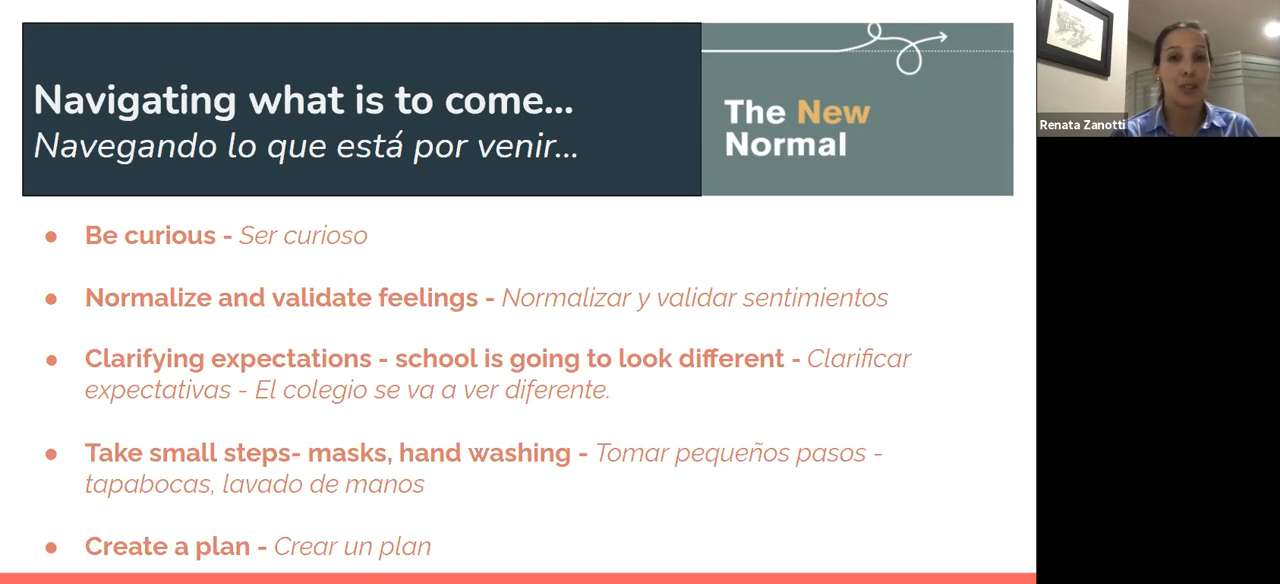 Navigating what is to come...
Navegando lo que está por venir...
The New
Normal
Renata Zanotti
● Be curious - Ser curioso
● Normalize and validate feelings - Normalizar y validar sentimientos
● Clarifying expectations - school is going to look different - Clarificar
expectativas - El colegio se va a ver diferente.
● Take small steps- masks, hand washing - Tomar pequeños pasos -
tapabocas, lavado de manos
● Create a plan - Crear un plan